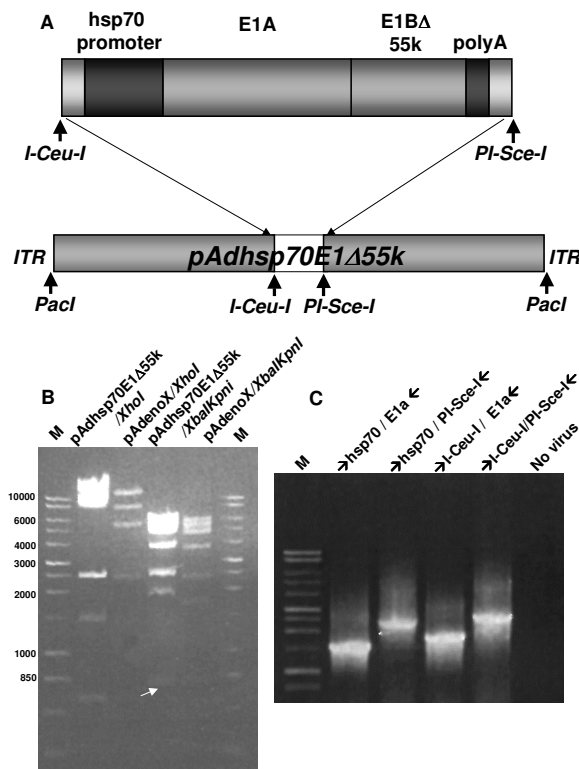 A
hsp70
promoter
E1A
E1BΔ
55k
polyA
I-Ceu-I
PI-Sce-I
ITR
pAdhsp70E1Δ55k
ITR
PacI
I-Ceu-I
PI-Sce-I
PacI
B
M
pAdhsp70E1Δ55k
/XhoI
pAdenoX/XhoI
pAdhsp70E1Δ55k
/XbaIKpni
pAdenoX/XbaIKpnI
M
10000
6000
4000
3000
2000
1000
850
C
M
→hsp70 / E1a←
→hsp70 / PI-Sce-I←
→I-Ceu-I / E1a←
→I-Ceu-I/PI-Sce-I←
No virus